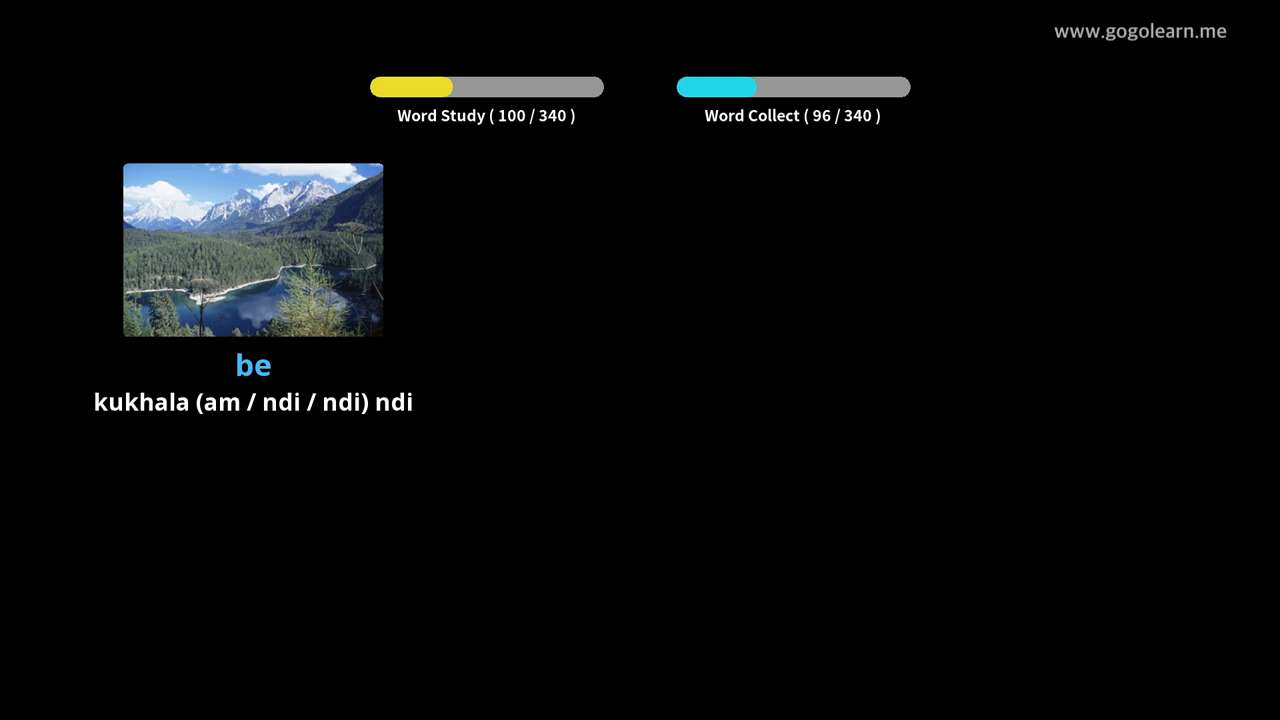 www.gogolearn.me
Word Study ( 100 / 340 )
Word Collect ( 96 / 340 )
be
kukhala (am / ndi / ndi) ndi